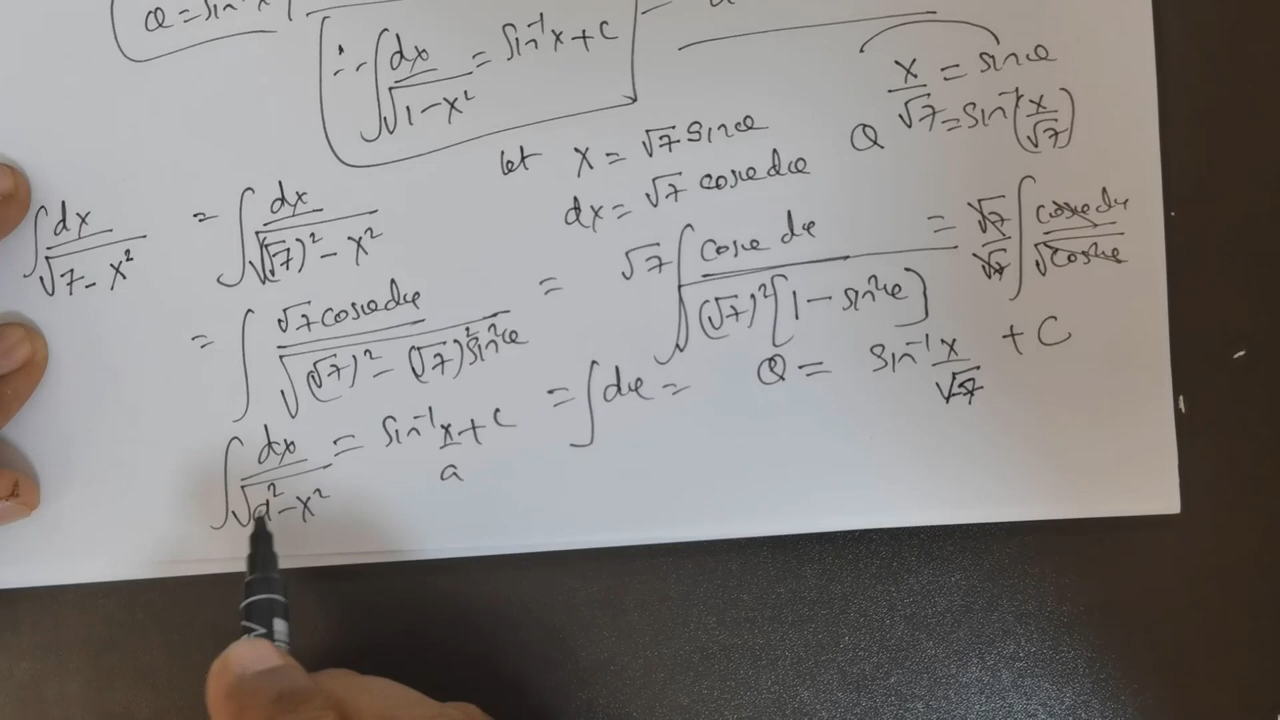 θ = sin⁻¹x
∴ ∫ dx/√(1-x²) = sin⁻¹x + c
x/√7 = sinθ
θ = sin⁻¹(x/√7)
let x = √7 sinθ
dx = √7 cosθ dθ
∫ dx/√(7-x²) = ∫ dx/√((√7)² - x²)
= ∫ √7 cosθ dθ/√((√7)² - (√7)² sin²θ) = √7 ∫ cosθ dθ/√((√7)²[1 - sin²θ]) = √7/√7 ∫ cosθ dθ/√cos²θ
= ∫ dθ = θ = sin⁻¹ x/√7 + C
∫ dx/√(a² - x²) = sin⁻¹ x/a + c